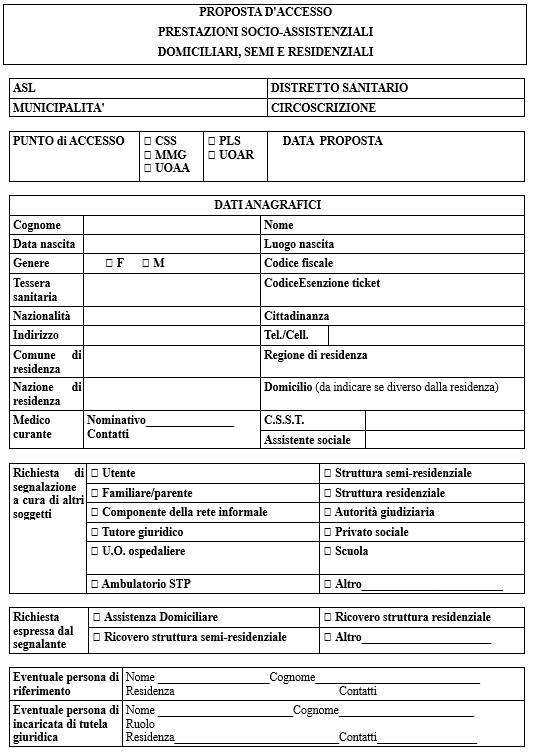 PROPOSTA D'ACCESSO
PRESTAZIONI SOCIO-ASSISTENZIALI
DOMICILIARI, SEMI E RESIDENZIALI
ASL
DISTRETTO SANITARIO
MUNICIPALITA'
CIRCOSCRIZIONE
PUNTO di ACCESSO
□ CSS
□ MMG
□ UOAA
□ PLS
□ UOAR
DATA PROPOSTA
DATI ANAGRAFICI
Cognome
Nome
Data nascita
Luogo nascita
Genere
□ F □ M
Codice fiscale
Tessera
sanitaria
CodiceEsenzione ticket
Nazionalità
Cittadinanza
Indirizzo
Tel./Cell.
Comune di
residenza
Regione di residenza
Nazione di
residenza
Domicilio (da indicare se diverso dalla residenza)
Medico
curante
Nominativo________________
Contatti
C.S.S.T.
Assistente sociale
Richiesta di
segnalazione
a cura di altri
soggetti
□ Utente
□ Struttura semi-residenziale
□ Familiare/parente
□ Struttura residenziale
□ Componente della rete informale
□ Autorità giudiziaria
□ Tutore giuridico
□ Privato sociale
□ U.O. ospedaliere
□ Scuola
□ Ambulatorio STP
□ Altro__________________________
Richiesta
espressa dal
segnalante
□ Assistenza Domiciliare
□ Ricovero struttura residenziale
□ Ricovero struttura semi-residenziale
□ Altro________________________
Eventuale persona di
riferimento
Nome ____________________Cognome______________________________
Residenza Contatti
Eventuale persona di
incaricata di tutela
giuridica
Nome ________________________Cognome_________________________
Ruolo
Residenza______________________________Contatti__________________